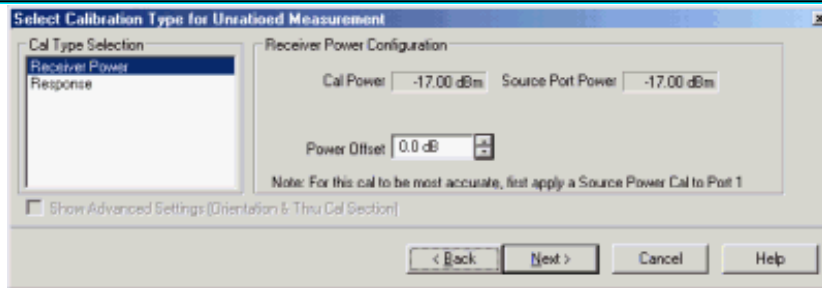 Select Calibration Type for Unratioed Measurement
Cal Type Selection
Receiver Power
Response
Receiver Power Configuration
Cal Power -17.00 dBm Source Port Power -17.00 dBm
Power Offset 0.0 dB
Note: For this cal to be most accurate, first apply a Source Power Cal to Port 1
Show Advanced Settings (Orientation & Thru Cal Section)
< Back Next > Cancel Help